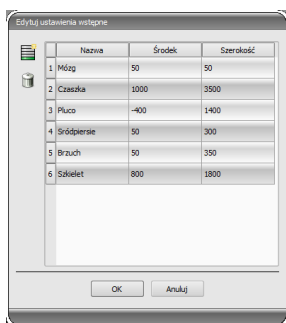 Edytuj ustawienia wstępne
Nazwa Środek Szerokość
1 Mózg 50 50
2 Czaszka 1000 3500
3 Pluco -400 1400
4 Śródpiersie 50 300
5 Brzuch 50 350
6 Szkielet 800 1800
OK Anuluj